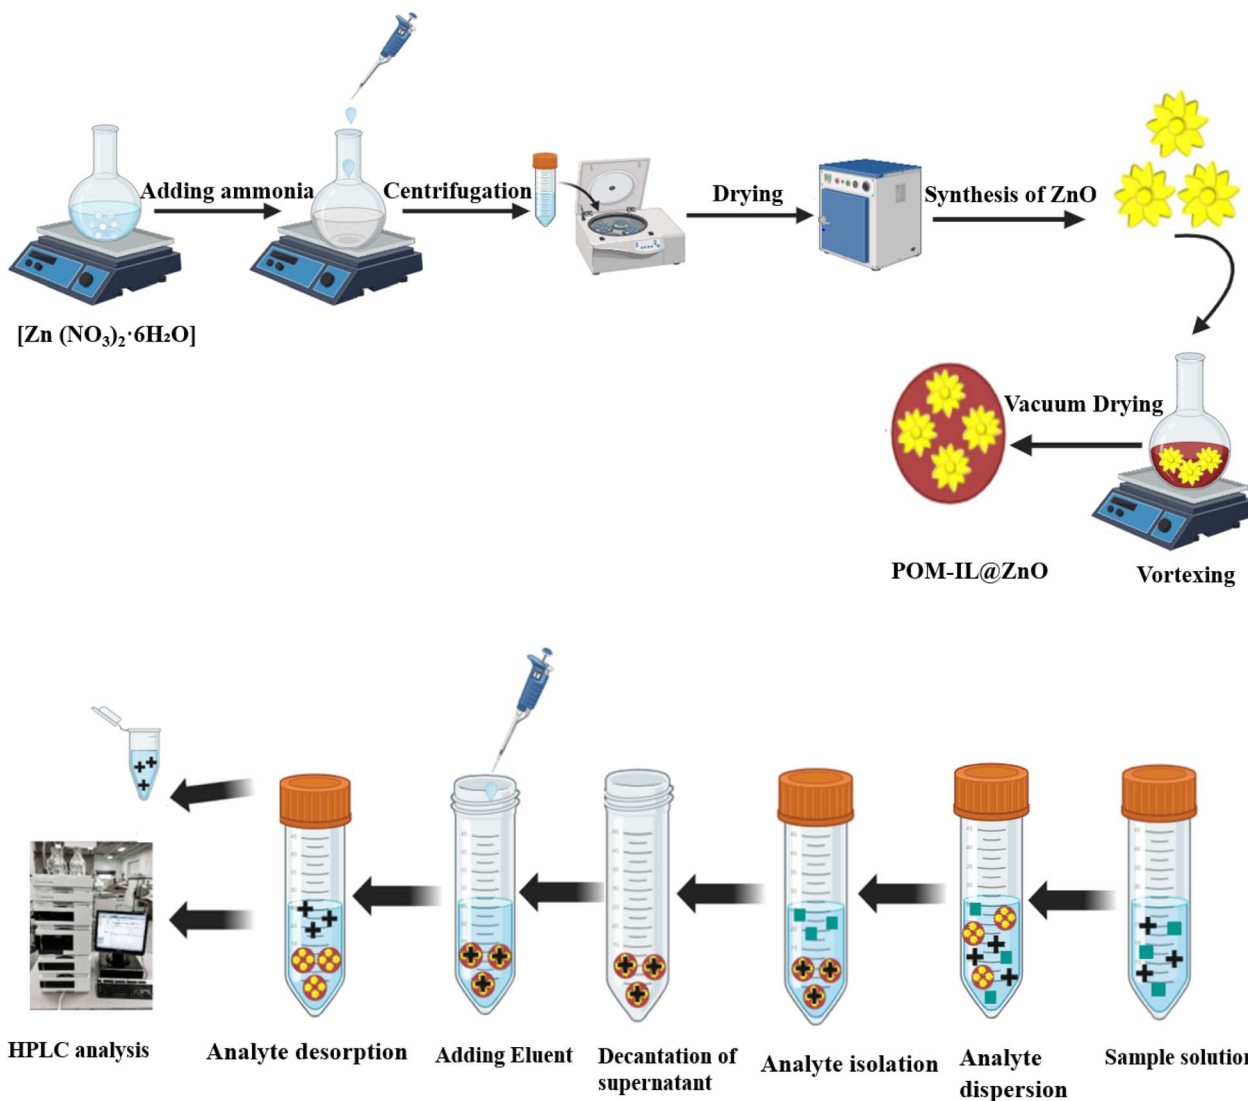 Adding ammonia
Centrifugation
Drying
Synthesis of ZnO
[Zn (NO₃)₂·6H₂O]
Vacuum Drying
POM-IL@ZnO
Vortexing
HPLC analysis
Analyte desorption
Adding Eluent
Decantation of
supernatant
Analyte isolation
Analyte
dispersion
Sample solution